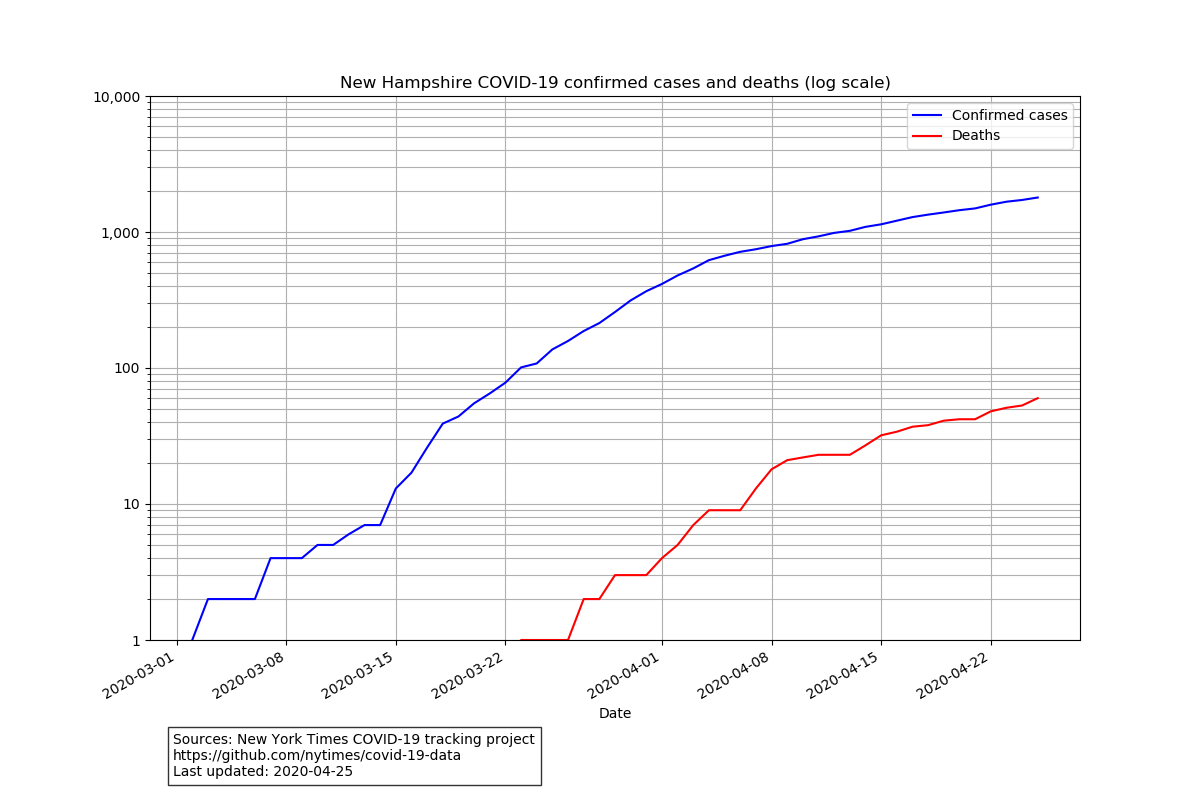 New Hampshire COVID-19 confirmed cases and deaths (log scale)
10,000
1,000
100
10
1
Confirmed cases
Deaths
2020-03-01
2020-03-08
2020-03-15
2020-03-22
2020-04-01
2020-04-08
2020-04-15
2020-04-22
Date
Sources: New York Times COVID-19 tracking project
https://github.com/nytimes/covid-19-data
Last updated: 2020-04-25